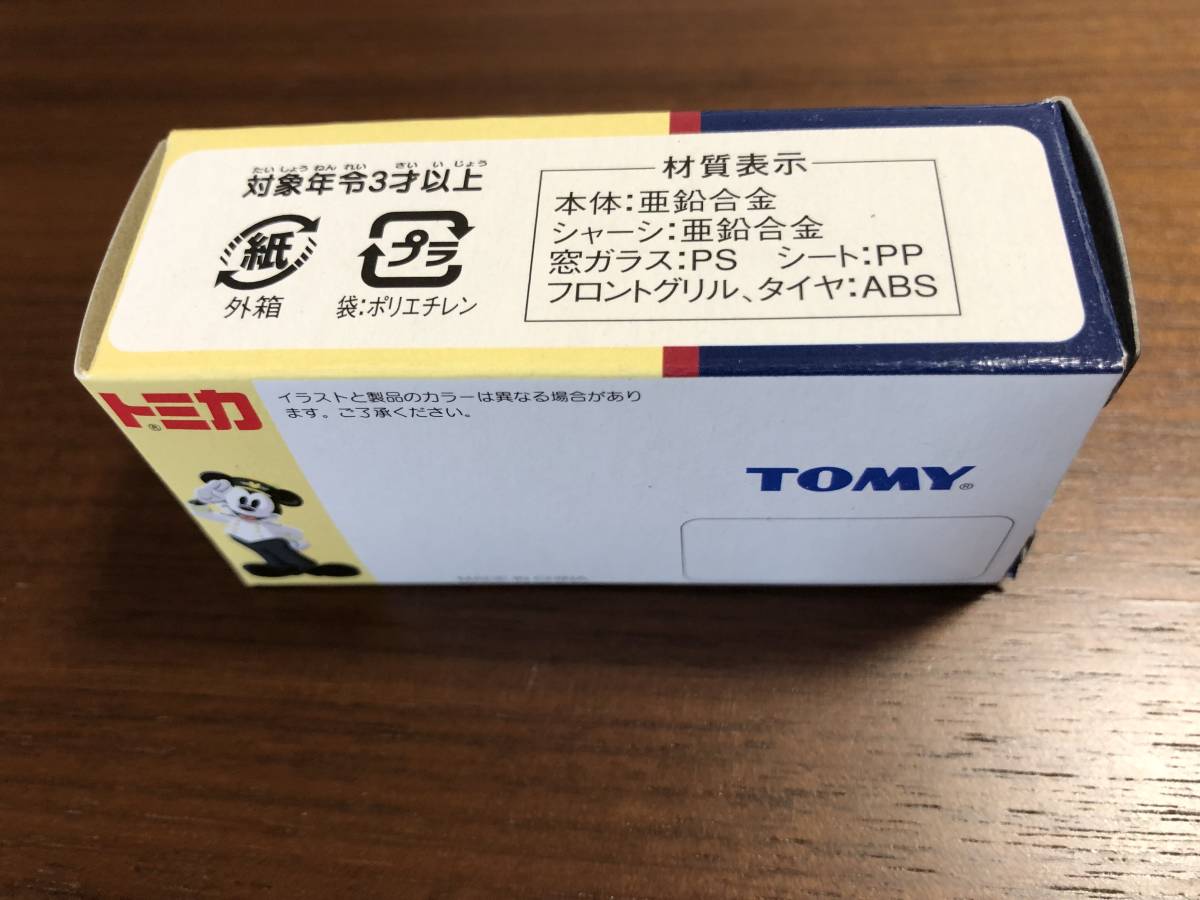 たいしょうねんれい さいいじょう
対象年令3才以上
紙
外箱
プラ
袋:ポリエチレン
材質表示
本体:亜鉛合金
シャーシ:亜鉛合金
窓ガラス:PS シート:PP
フロントグリル、タイヤ:ABS
トミカ®
イラストと製品のカラーは異なる場合があり
ます。ご了承ください。
TOMY®
MADE IN CHINA